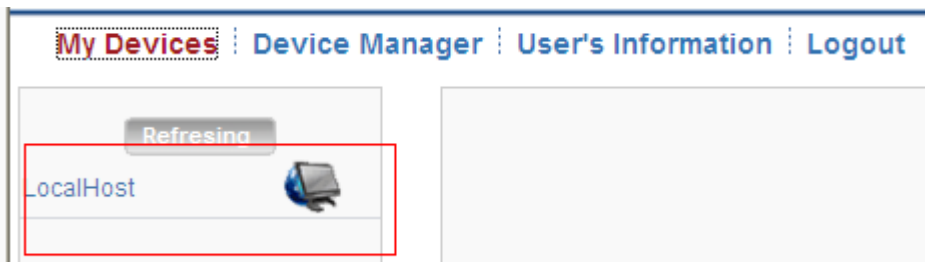 My Devices Device Manager User's Information Logout
Refresing
LocalHost